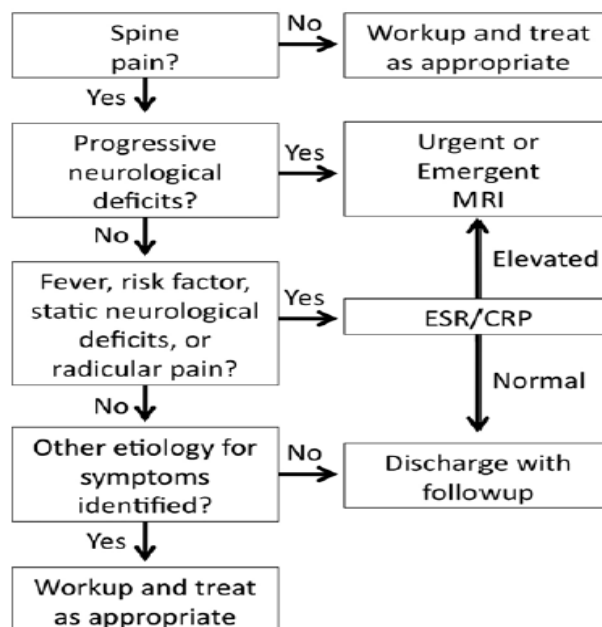 Spine
pain?
No
Workup and treat
as appropriate
Yes
Progressive
neurological
deficits?
Yes
Urgent or
Emergent
MRI
No
Elevated
Fever, risk factor,
static neurological
deficits, or
radicular pain?
Yes
ESR/CRP
No
Normal
Other etiology for
symptoms
identified?
No
Discharge with
followup
Yes
Workup and treat
as appropriate